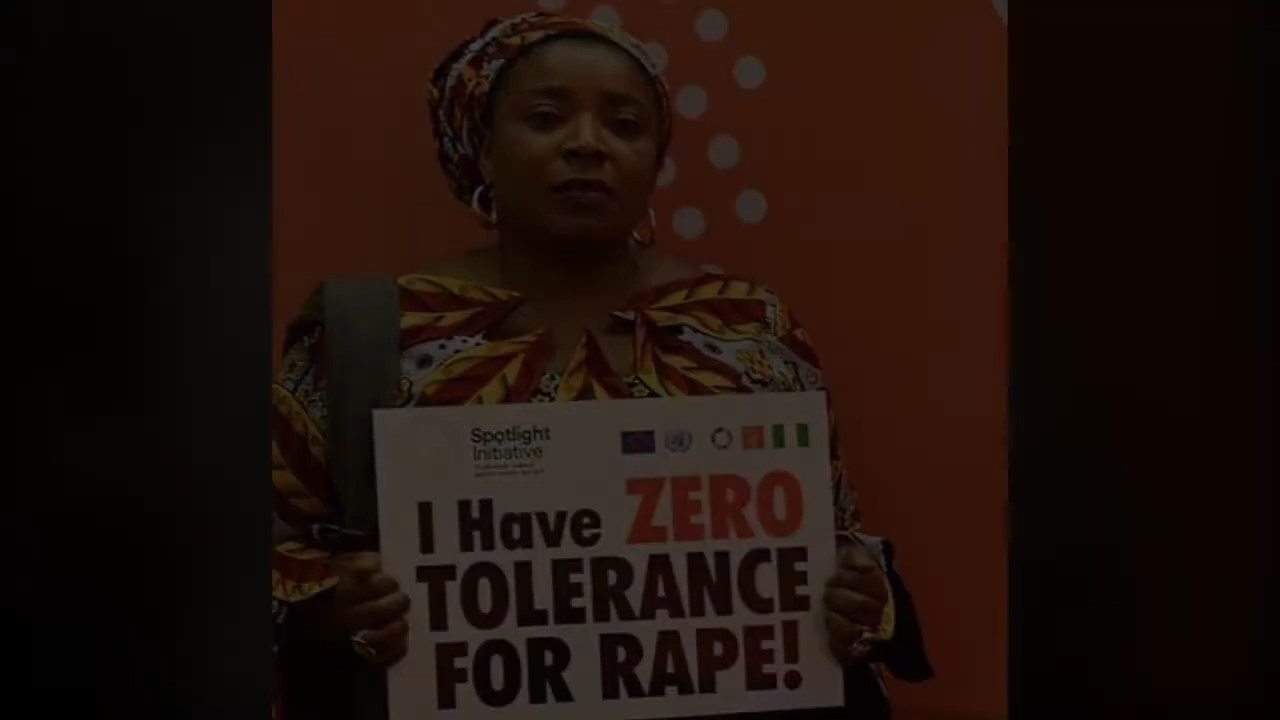 Spotlight
Initiative
I Have ZERO
TOLERANCE
FOR RAPE!